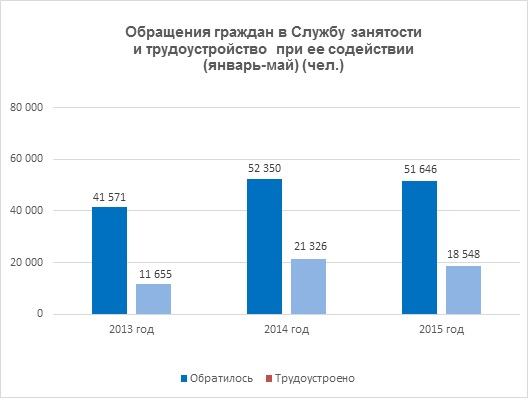 Обращения граждан в Службу занятости
и трудоустройство при ее содействии
(январь-май) (чел.)
80 000
60 000
40 000
20 000
0
41 571
11 655
52 350
21 326
51 646
18 548
2013 год
2014 год
2015 год
Обратилось
Трудоустроено